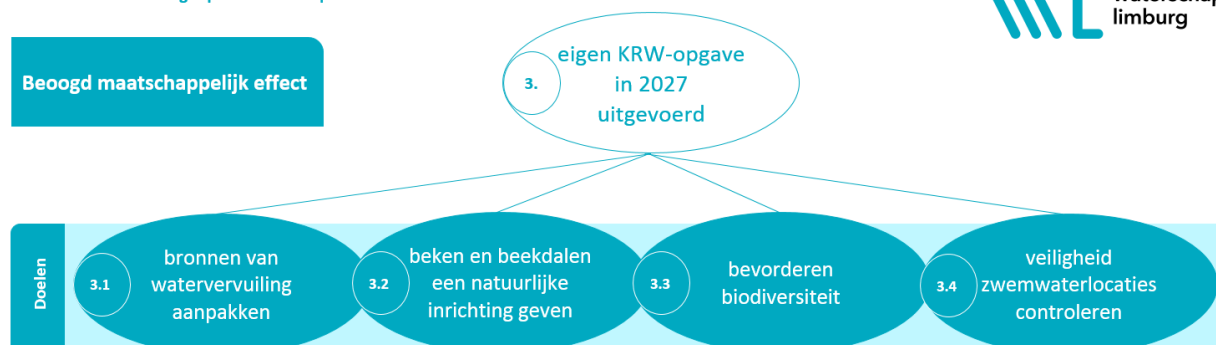 limburg
Beoogd maatschappelijk effect
3.
eigen KRW-opgave
in 2027
uitgevoerd
Doelen
3.1
bronnen van
watervervuiling
aanpakken
3.2
beken en beekdalen
een natuurlijke
inrichting geven
3.3
bevorderen
biodiversiteit
3.4
veiligheid
zwemwaterlocaties
controleren